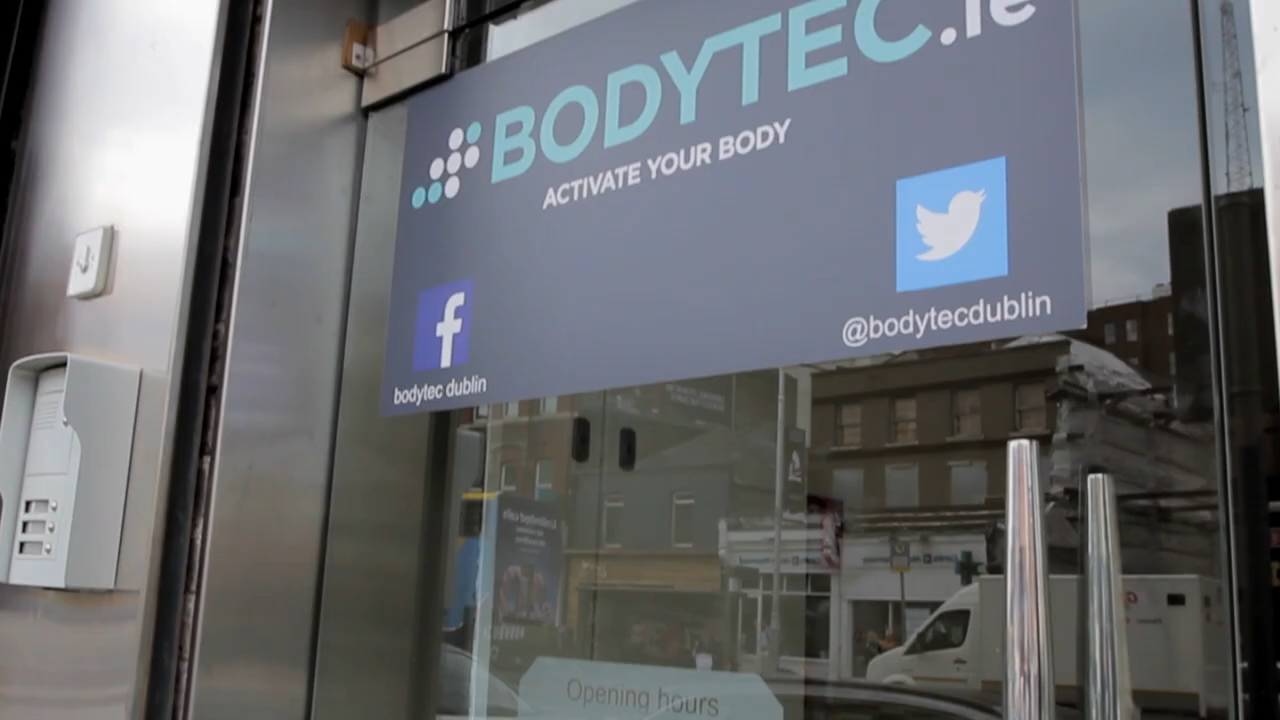 BODYTEC.ie
ACTIVATE YOUR BODY
bodytec dublin
@bodytecdublin
Opening hours